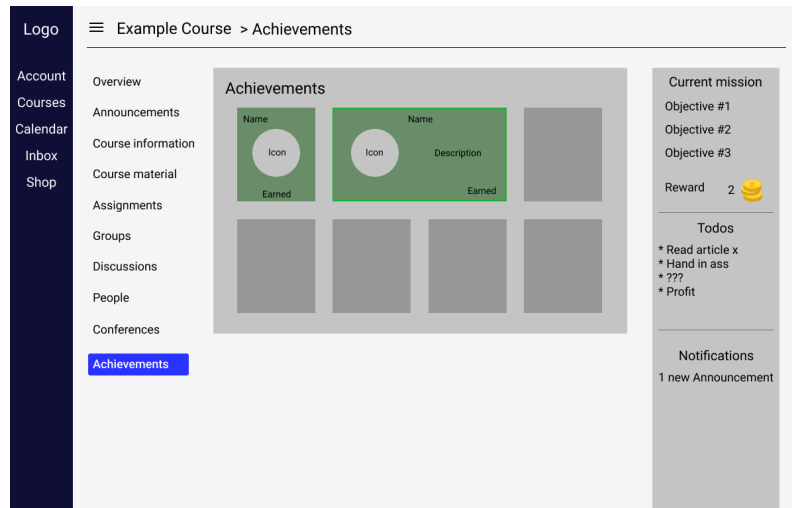 Logo
Example Course > Achievements
Account
Courses
Calendar
Inbox
Shop
Overview
Announcements
Course information
Course material
Assignments
Groups
Discussions
People
Conferences
Achievements
Achievements
Name
Icon
Earned
Name
Icon
Description
Earned
Current mission
Objective #1
Objective #2
Objective #3
Reward 2
Todos
* Read article x
* Hand in ass
* ???
* Profit
Notifications
1 new Announcement